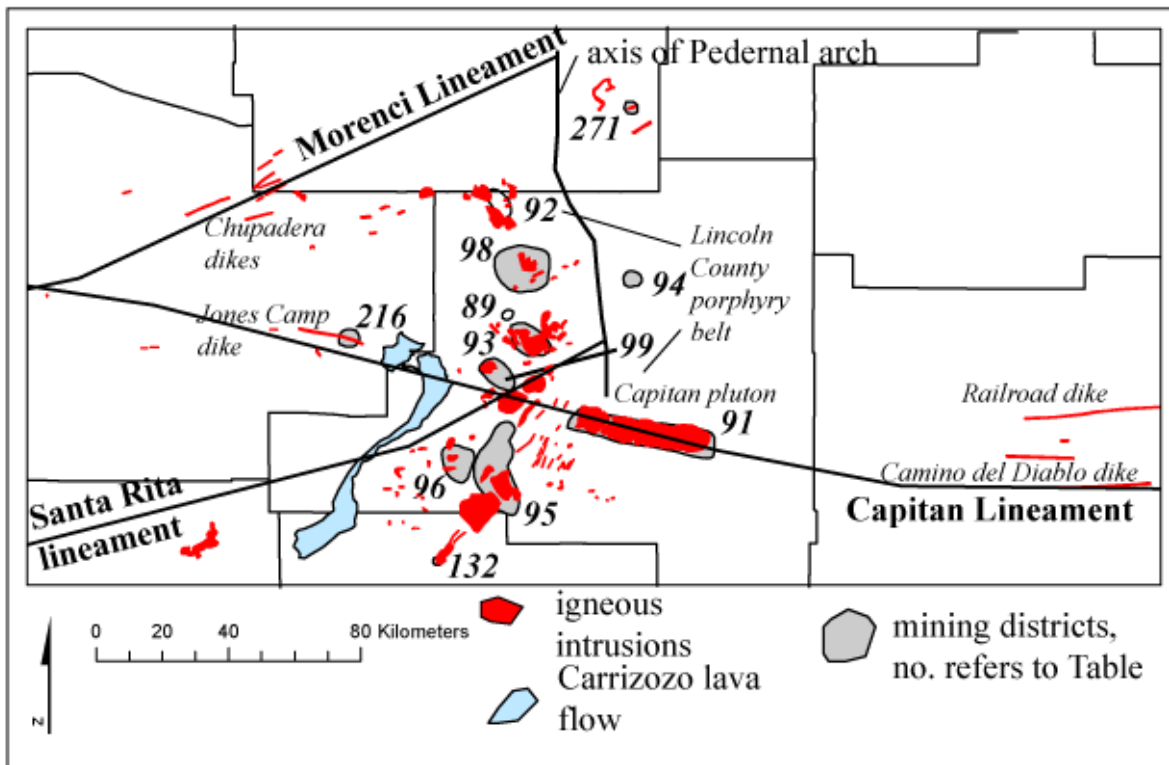 Morenci Lineament
axis of Pedernal arch
271
92
Chupadera
dikes
98
Lincoln
County
porphyry
belt
94
89
Jones Camp
dike
216
93
99
Capitan pluton
91
Railroad dike
Camino del Diablo dike
Capitan Lineament
Santa Rita
lineament
96
95
132
0 20 40 80 Kilometers
igneous
intrusions
Carrizozo lava
flow
mining districts,
no. refers to Table
z